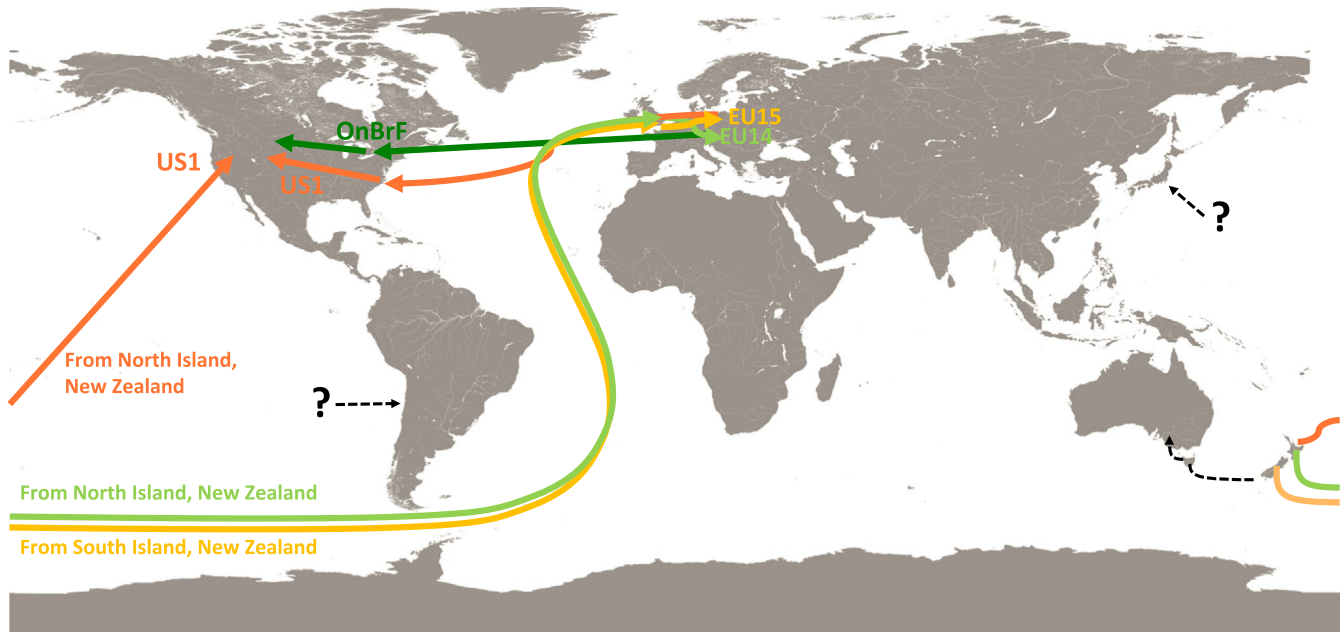 EU15
OnBrF
EU14
US1
US1
?
From North Island,
New Zealand
?
From North Island, New Zealand
From South Island, New Zealand